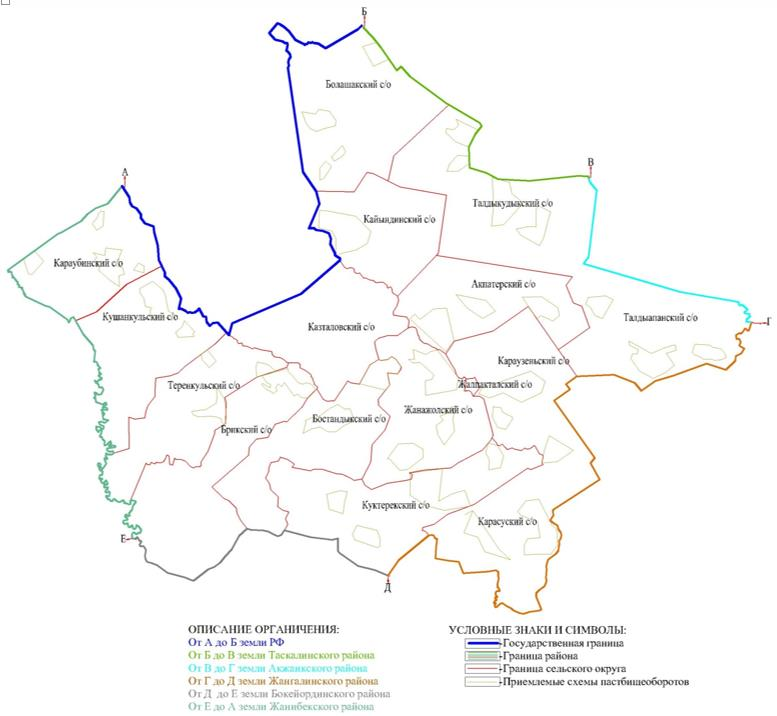 Б
Болашакский с/о
В
А
Талдыкудыкский с/о
Кайындинский с/о
Караубинский с/о
Акпатерский с/о
Кушанкульский с/о
Казталовский с/о
Талдыапанский с/о
Г
Караузеньский с/о
Теренкульский с/о
Жалпакталский с/о
Бостандыкский с/о
Жанажолский с/о
Брикский с/о
Куктерекский с/о
Карасуский с/о
Е
Д
ОПИСАНИЕ ОРГАНИЧЕНИЯ:
От А до Б земли РФ
От Б до В земли Таскалинского района
От В до Г земли Акжаикского района
От Г до Д земли Жангалинского района
От Д до Е земли Бокейординского района
От Е до А земли Жанибекского района
УСЛОВНЫЕ ЗНАКИ И СИМВОЛЫ:
-Государственная граница
-Граница района
-Граница сельского округа
-Приемлемые схемы пастбищеоборотов